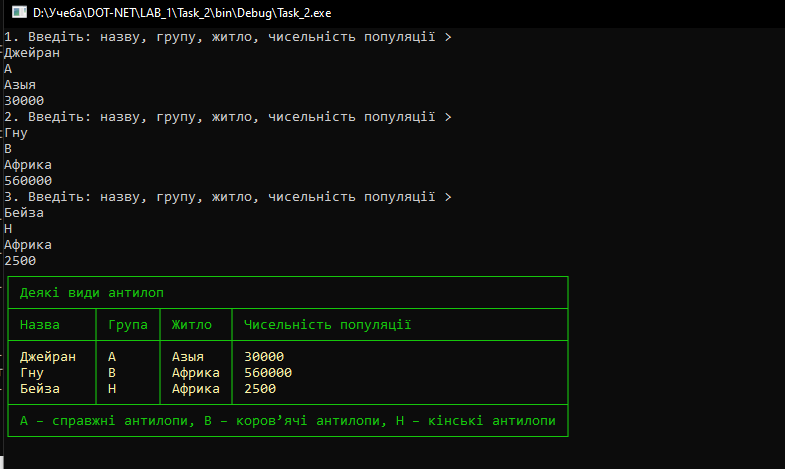 D:\Учеба\DOT-NET\LAB_1\Task_2\bin\Debug\Task_2.exe
1. Введіть: назву, групу, житло, чисельність популяції >
Джейран
A
Азыя
30000
2. Введіть: назву, групу, житло, чисельність популяції >
Гну
B
Африка
560000
3. Введіть: назву, групу, житло, чисельність популяції >
Бейза
H
Африка
2500
Деякі види антилоп
Назва Група Житло Чисельність популяції
Джейран A Азыя 30000
Гну B Африка 560000
Бейза H Африка 2500
A – справжні антилопи, B – коров’ячі антилопи, H – кінські антилопи